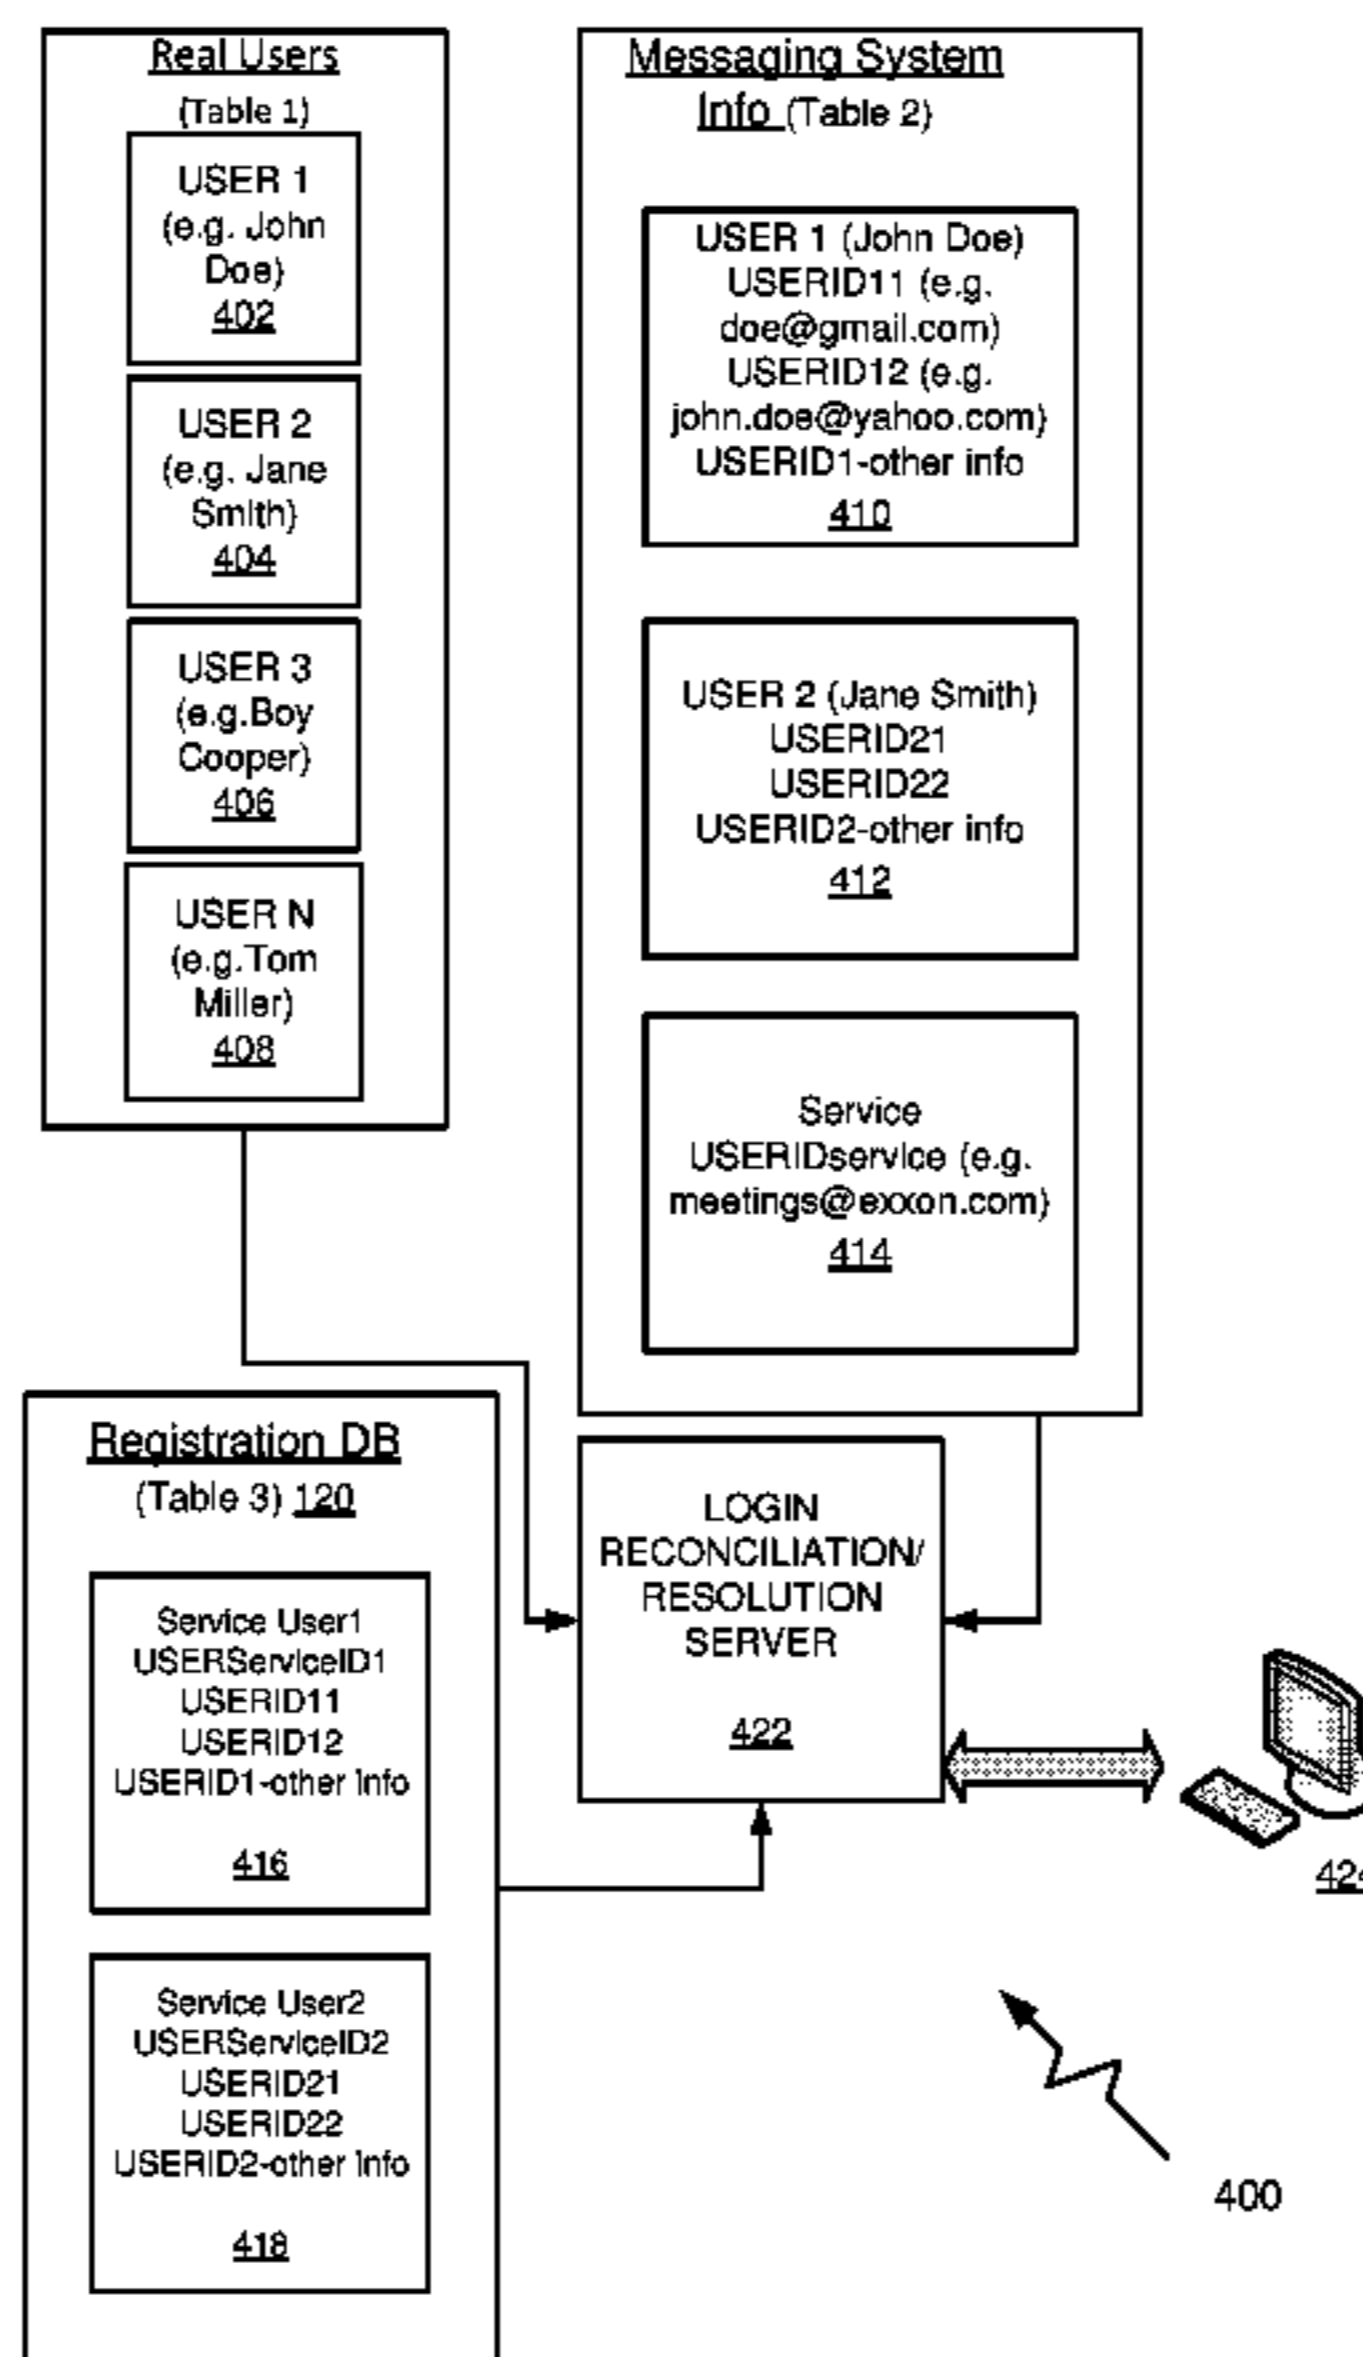 Real Users
(Table 1)
USER 1
(e.g. John
Doe)
402
USER 2
(e.g. Jane
Smith)
404
USER 3
(e.g.Boy
Cooper)
406
USER N
(e.g.Tom
Miller)
408
Messaging System
Info (Table 2)
USER 1 (John Doe)
USERID11 (e.g.
doe@gmail.com)
USERID12 (e.g.
john.doe@yahoo.com)
USERID1-other info
410
USER 2 (Jane Smith)
USERID21
USERID22
USERID2-other info
412
Service
USERIDservice (e.g.
meetings@exxon.com)
414
Registration DB
(Table 3) 120
Service User1
USERServiceID1
USERID11
USERID12
USERID1-other info
416
Service User2
USERServiceID2
USERID21
USERID22
USERID2-other info
418
LOGIN
RECONCILIATION/
RESOLUTION
SERVER
422
424
400